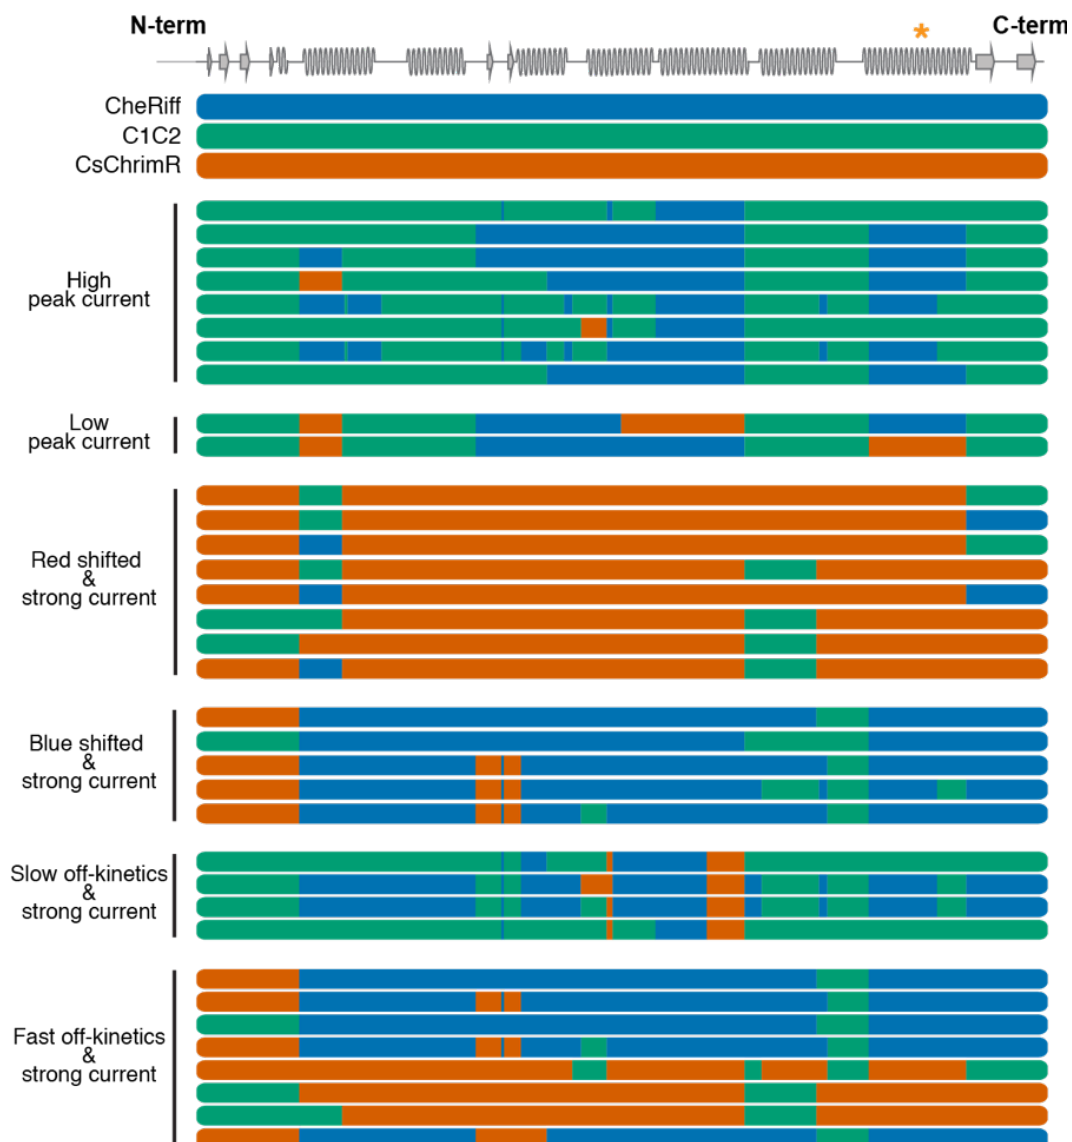 N-term
*
C-term
CheRiff
C1C2
CsChrimR
High
peak current
Low
peak current
Red shifted
&
strong current
Blue shifted
&
strong current
Slow off-kinetics
&
strong current
Fast off-kinetics
&
strong current